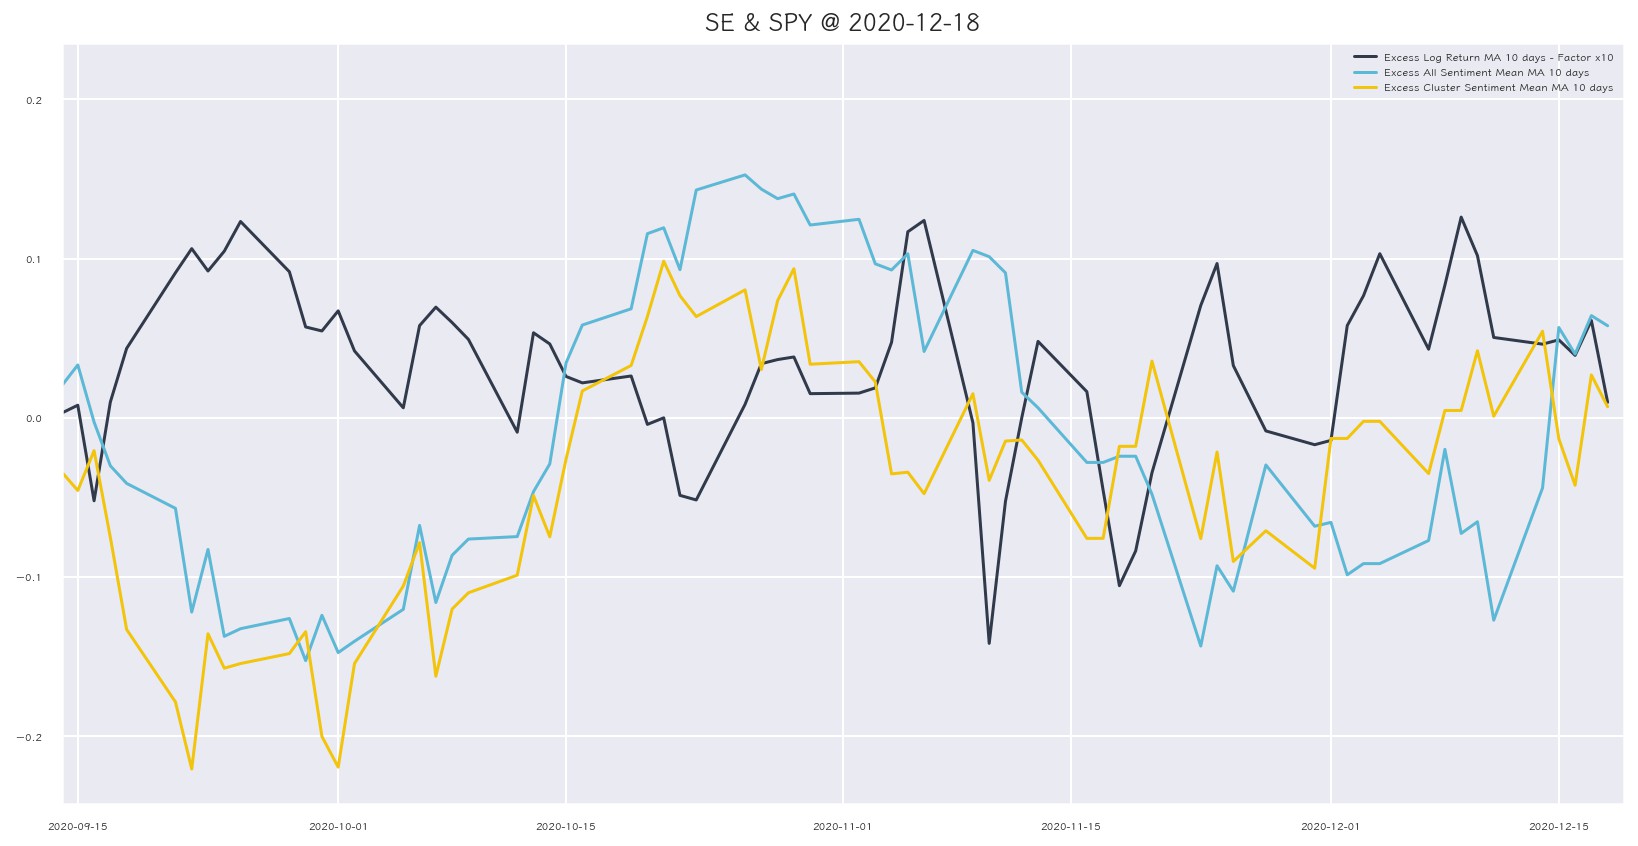 SE & SPY @ 2020-12-18
Excess Log Return MA 10 days - Factor x10
Excess All Sentiment Mean MA 10 days
Excess Cluster Sentiment Mean MA 10 days
0.2
0.1
0.0
−0.1
−0.2
2020-09-15 2020-10-01 2020-10-15 2020-11-01 2020-11-15 2020-12-01 2020-12-15